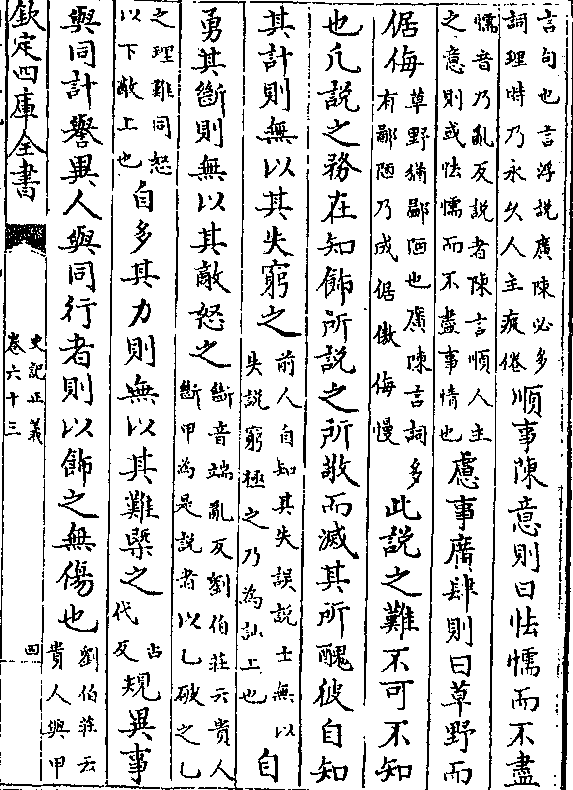 言句也言浮說廣陳必多
詞理時乃永久人主疲倦
順事陳意則曰怯懦而不盡
懦音乃亂反說者陳言順人主
之意則或怯懦而不盡事情也
慮事廣肆則曰草野而
倨侮
草野猶鄙陋也廣陳言詞多
有鄙陋乃成倨傲侮慢
此說之難不可不知
也凡說之務在知飾所說之所敬而滅其所醜彼自知
其計則無以其失窮之
前人自知其失誤說士無以
失說窮極之乃為訕上也
自
勇其斷則無以其敵怒之
斷音端亂反劉伯莊云貴人
斷甲為是說者以乙破之乙
之理難同怒
以下敵上也
自多其力則無以其難槩之
古
代反
規異事
與同計譽異人與同行者則以飾之無傷也
劉伯莊云
貴人與甲
欽定四庫全書
史記正義
卷六十三
四